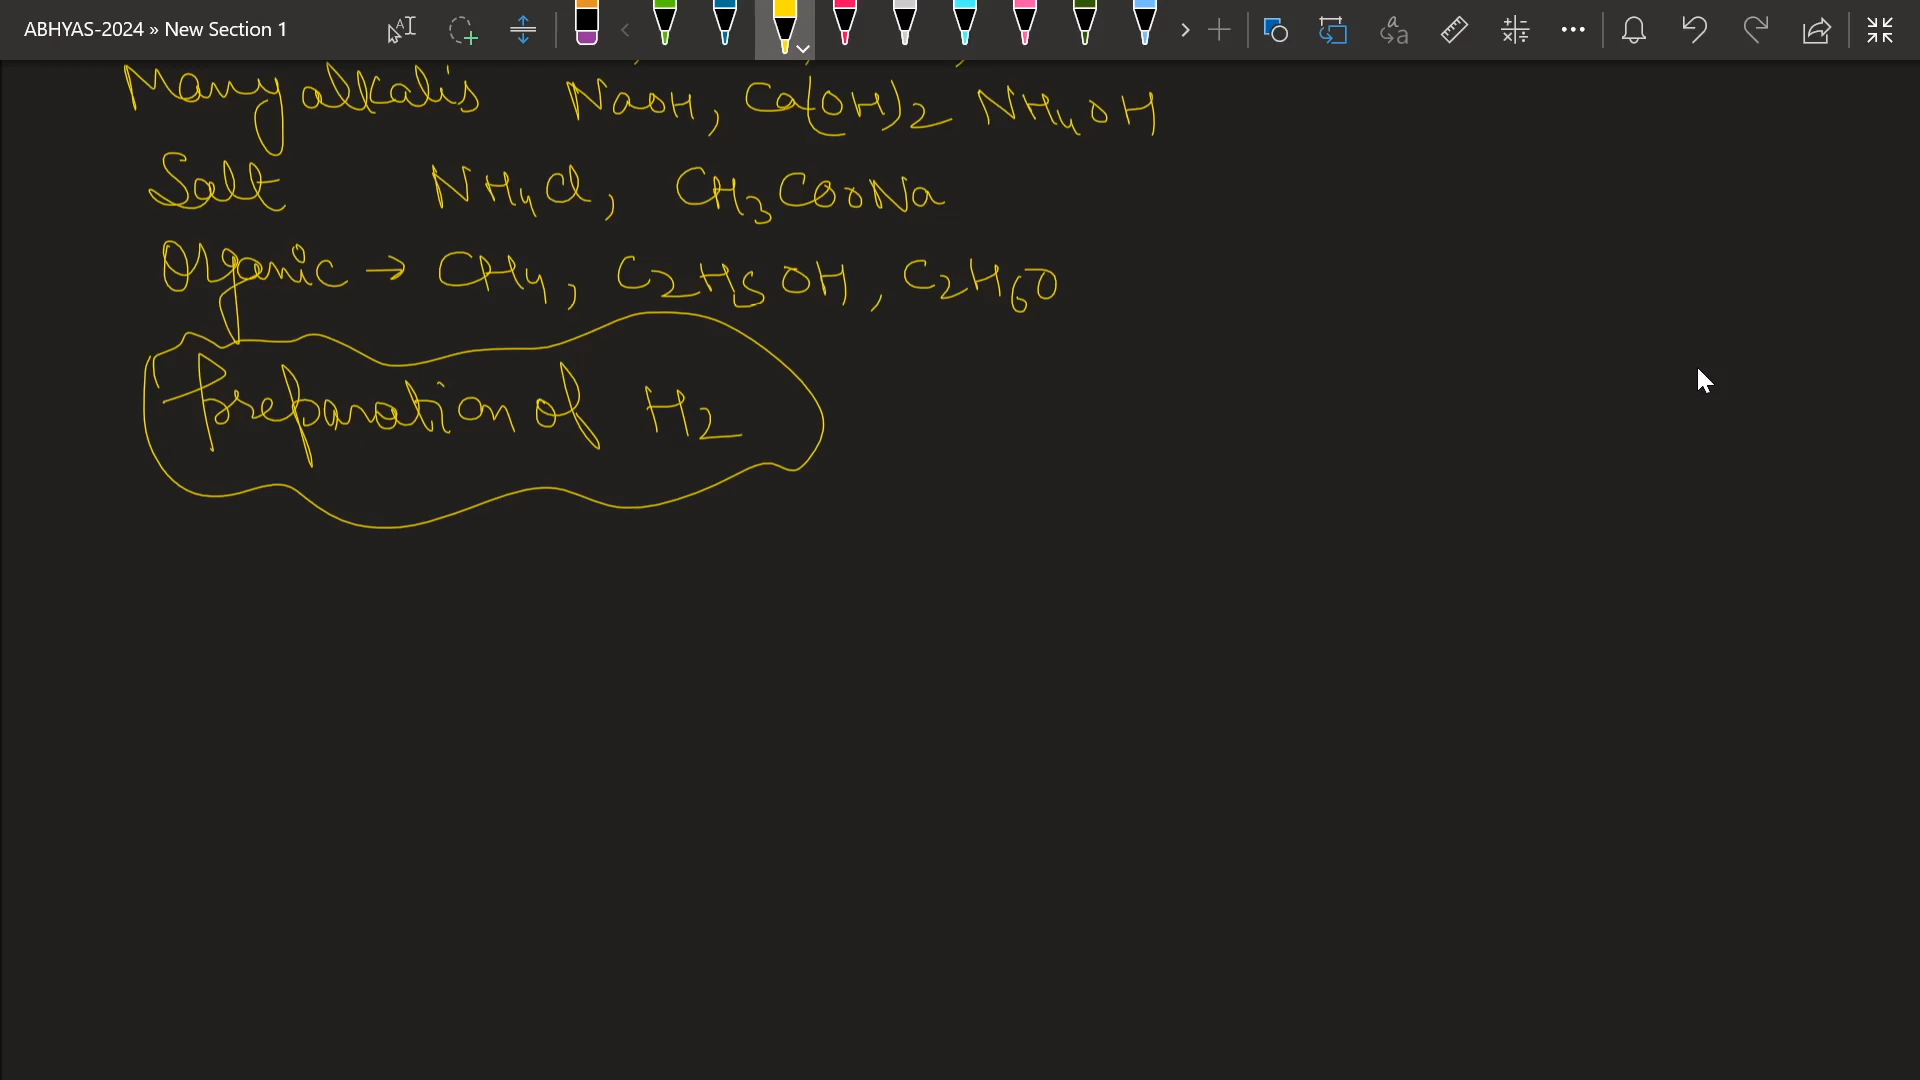 ABHYAS-2024 » New Section 1
Many alkali's NaOH, Ca(OH)2 NH4OH
Salt NH4Cl, CH3COONa
Organic → CH4, C2H5OH, C2H6O
Preparation of H2